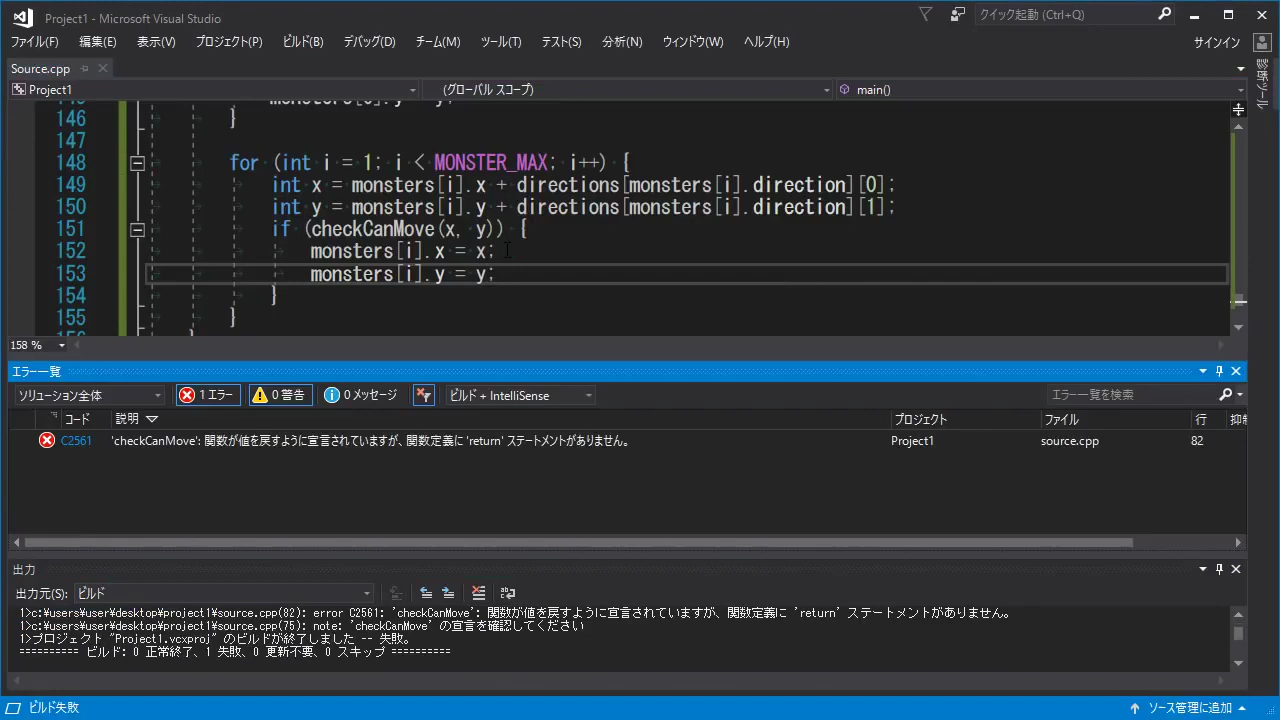 Project1 - Microsoft Visual Studio
クイック起動 (Ctrl+Q)
ファイル(F) 編集(E) 表示(V) プロジェクト(P) ビルド(B) デバッグ(D) チーム(M) ツール(T) テスト(S) 分析(N) ウィンドウ(W) ヘルプ(H)
サインイン
Source.cpp
診断ツール
Project1 (グローバル スコープ) main()
146 }
147
148 for (int i = 1; i < MONSTER_MAX; i++) {
149 int x = monsters[i].x + directions[monsters[i].direction][0];
150 int y = monsters[i].y + directions[monsters[i].direction][1];
151 if (checkCanMove(x, y)) {
152 monsters[i].x = x;
153 monsters[i].y = y;
154 }
155 }
158 %
エラー一覧
ソリューション全体 1 エラー 0 警告 0 メッセージ ビルド + IntelliSense エラー一覧を検索
コード 説明 プロジェクト ファイル 行 抑制
C2561 'checkCanMove': 関数が値を戻すように宣言されていますが、関数定義に 'return' ステートメントがありません。 Project1 source.cpp 82
出力
出力元(S): ビルド
1>c:¥users¥user¥desktop¥project1¥source.cpp(82): error C2561: 'checkCanMove': 関数が値を戻すように宣言されていますが、関数定義に 'return' ステートメントがありません。
1>c:¥users¥user¥desktop¥project1¥source.cpp(75): note: 'checkCanMove' の宣言を確認してください
1>プロジェクト "Project1.vcxproj" のビルドが終了しました -- 失敗。
========== ビルド: 0 正常終了、1 失敗、0 更新不要、0 スキップ ==========
ビルド失敗
ソース管理に追加